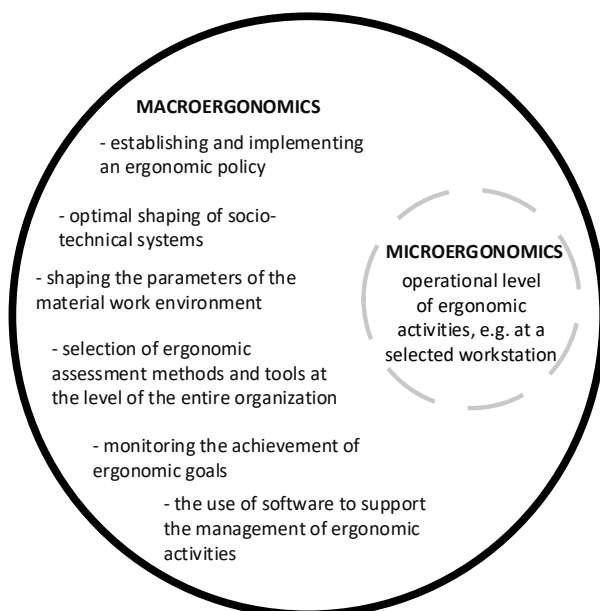 MACROERGONOMICS
- establishing and implementing
an ergonomic policy
- optimal shaping of socio-
technical systems
- shaping the parameters of the
material work environment
- selection of ergonomic
assessment methods and tools at
the level of the entire organization
- monitoring the achievement of
ergonomic goals
- the use of software to support
the management of ergonomic
activities
MICROERGONOMICS
operational level
of ergonomic
activities, e.g. at a
selected workstation